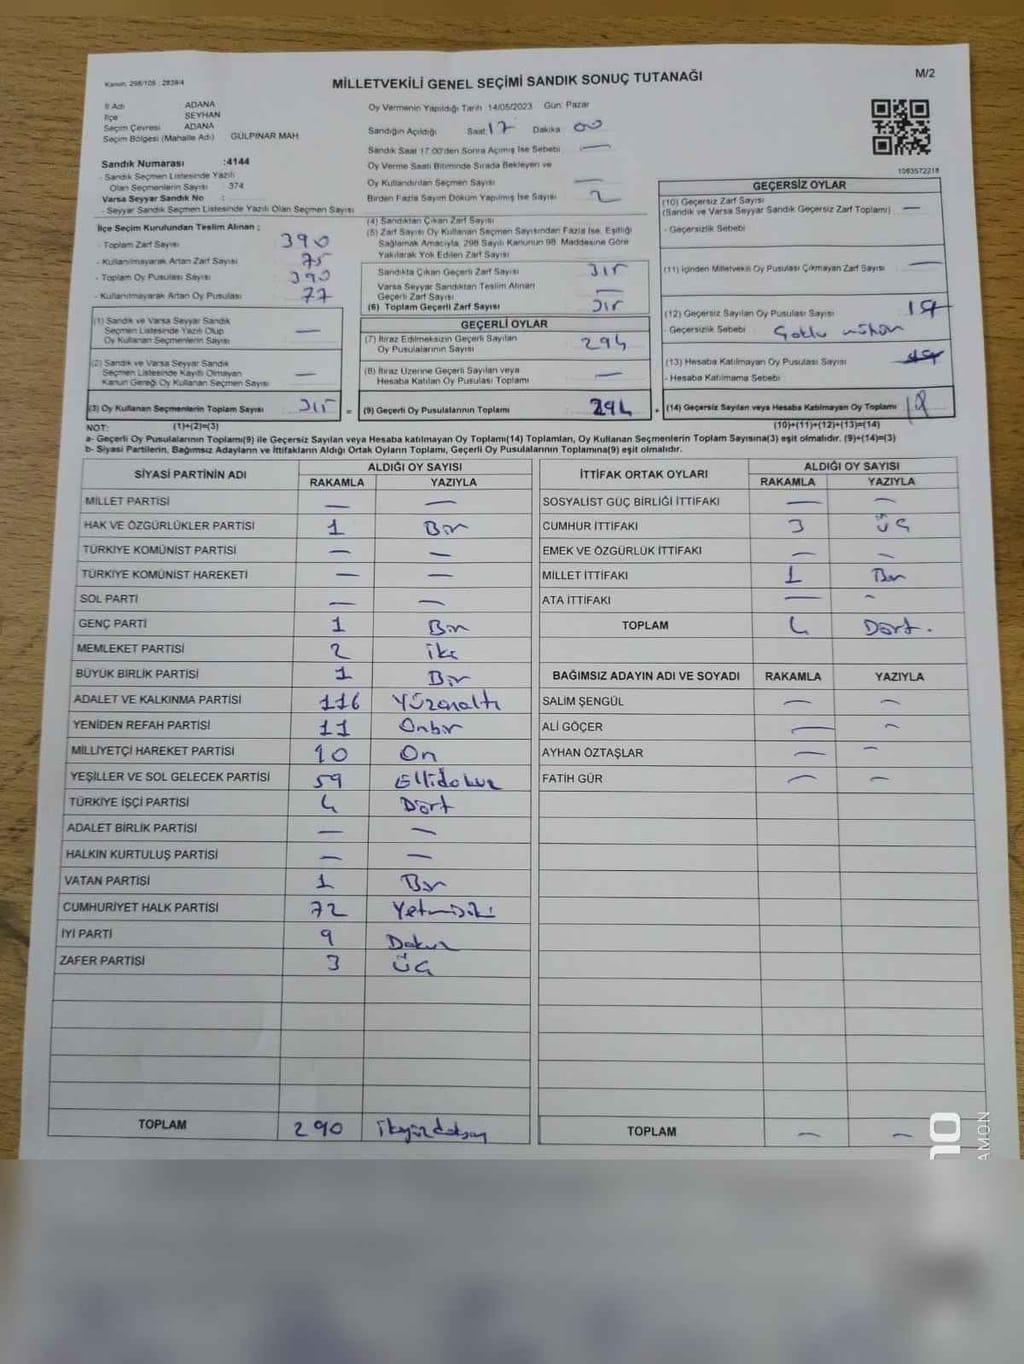 Kanun: 298/105 : 2839/4
MİLLETVEKİLİ GENEL SEÇİMİ SANDIK SONUÇ TUTANAĞI
M/2
İl Adı ADANA
İlçe SEYHAN
Seçim Çevresi ADANA
Seçim Bölgesi (Mahalle Adı) GÜLPINAR MAH
Sandık Numarası :4144
- Sandık Seçmen Listesinde Yazılı
Olan Seçmenlerin Sayısı 374
Varsa Seyyar Sandık No :
- Seyyar Sandık Seçmen Listesinde Yazılı Olan Seçmen Sayısı
Oy Vermenin Yapıldığı Tarih :14/05/2023 Gün: Pazar
Sandığın Açıldığı Saat 17 Dakika 00
Sandık Saat 17:00'den Sonra Açımış İse Sebebi —
Oy Verme Saati Bitiminde Sırada Bekleyen ve
Oy Kullandırılan Seçmen Sayısı —
Birden Fazla Sayım Döküm Yapılmış İse Sayısı 2
1083572218
İlçe Seçim Kurulundan Teslim Alınan ;
- Toplam Zarf Sayısı 390
- Kullanılmayarak Artan Zarf Sayısı 75
- Toplam Oy Pusulası Sayısı 390
- Kullanılmayarak Artan Oy Pusulası 77
(1) Sandık ve Varsa Seyyar Sandık
Seçmen Listesinde Yazılı Olup
Oy Kullanan Seçmenlerin Sayısı —
(2) Sandık ve Varsa Seyyar Sandık
Seçmen Listesinde Kayıtlı Olmayan
Kanun Gereği Oy Kullanan Seçmen Sayısı —
(3) Oy Kullanan Seçmenlerin Toplam Sayısı 315 =
(4) Sandıktan Çıkan Zarf Sayısı
(5) Zarf Sayısı Oy Kullanan Seçmen Sayısından Fazla İse, Eşitliği
Sağlamak Amacıyla, 298 Sayılı Kanunun 98. Maddesine Göre
Yakılarak Yok Edilen Zarf Sayısı
Sandıkta Çıkan Geçerli Zarf Sayısı 315
Varsa Seyyar Sandıktan Teslim Alınan
Geçerli Zarf Sayısı —
(6) Toplam Geçerli Zarf Sayısı 315
GEÇERLİ OYLAR
(7) İtiraz Edilmeksizin Geçerli Sayılan
Oy Pusulalarının Sayısı 294
(8) İtiraz Üzerine Geçerli Sayılan veya
Hesaba Katılan Oy Pusulası Toplamı —
(9) Geçerli Oy Pusulalarının Toplamı 294 +
GEÇERSİZ OYLAR
(10) Geçersiz Zarf Sayısı
(Sandık ve Varsa Seyyar Sandık Geçersiz Zarf Toplamı) —
- Geçersizlik Sebebi
(11) İçinden Milletvekili Oy Pusulası Çıkmayan Zarf Sayısı —
(12) Geçersiz Sayılan Oy Pusulası Sayısı
- Geçersizlik Sebebi
(13) Hesaba Katılmayan Oy Pusulası Sayısı
- Hesaba Katılmama Sebebi
(14) Geçersiz Sayılan veya Hesaba Katılmayan Oy Toplamı
NOT: (1)+(2)=(3) (10)+(11)+(12)+(13)=(14)
a- Geçerli Oy Pusulalarının Toplamı(9) ile Geçersiz Sayılan veya Hesaba katılmayan Oy Toplamı(14) Toplamları, Oy Kullanan Seçmenlerin Toplam Sayısına(3) eşit olmalıdır. (9)+(14)=(3)
b- Siyasi Partilerin, Bağımsız Adayların ve İttifakların Aldığı Ortak Oyların Toplamı, Geçerli Oy Pusulalarının Toplamına(9) eşit olmalıdır.
SİYASİ PARTİNİN ADI ALDIĞI OY SAYISI
RAKAMLA YAZIYLA
MİLLET PARTİSİ — —
HAK VE ÖZGÜRLÜKLER PARTİSİ 1 Bir
TÜRKİYE KOMÜNİST PARTİSİ — —
TÜRKİYE KOMÜNİST HAREKETİ — —
SOL PARTİ — —
GENÇ PARTİ 1 Bir
MEMLEKET PARTİSİ 2 iki
BÜYÜK BİRLİK PARTİSİ 1 Bir
ADALET VE KALKINMA PARTİSİ 116 Yüzonaltı
YENİDEN REFAH PARTİSİ 11 Onbir
MİLLİYETÇİ HAREKET PARTİSİ 10 On
YEŞİLLER VE SOL GELECEK PARTİSİ 59 Ellidokuz
TÜRKİYE İŞÇİ PARTİSİ 4 Dört
ADALET BİRLİK PARTİSİ — —
HALKIN KURTULUŞ PARTİSİ — —
VATAN PARTİSİ 1 Bir
CUMHURİYET HALK PARTİSİ 72 Yetmişiki
İYİ PARTİ 9 Dokuz
ZAFER PARTİSİ 3 Üç
TOPLAM 290 ikiyüzdoksan
İTTİFAK ORTAK OYLARI ALDIĞI OY SAYISI
RAKAMLA YAZIYLA
SOSYALİST GÜÇ BİRLİĞİ İTTİFAKI — —
CUMHUR İTTİFAKI 3 üç
EMEK VE ÖZGÜRLÜK İTTİFAKI — —
MİLLET İTTİFAKI 1 Bir
ATA İTTİFAKI — —
TOPLAM 4 Dört.
BAĞIMSIZ ADAYIN ADI VE SOYADI RAKAMLA YAZIYLA
SALİM ŞENGÜL — —
ALİ GÖÇER — —
AYHAN ÖZTAŞLAR — —
FATİH GÜR — —
TOPLAM — —